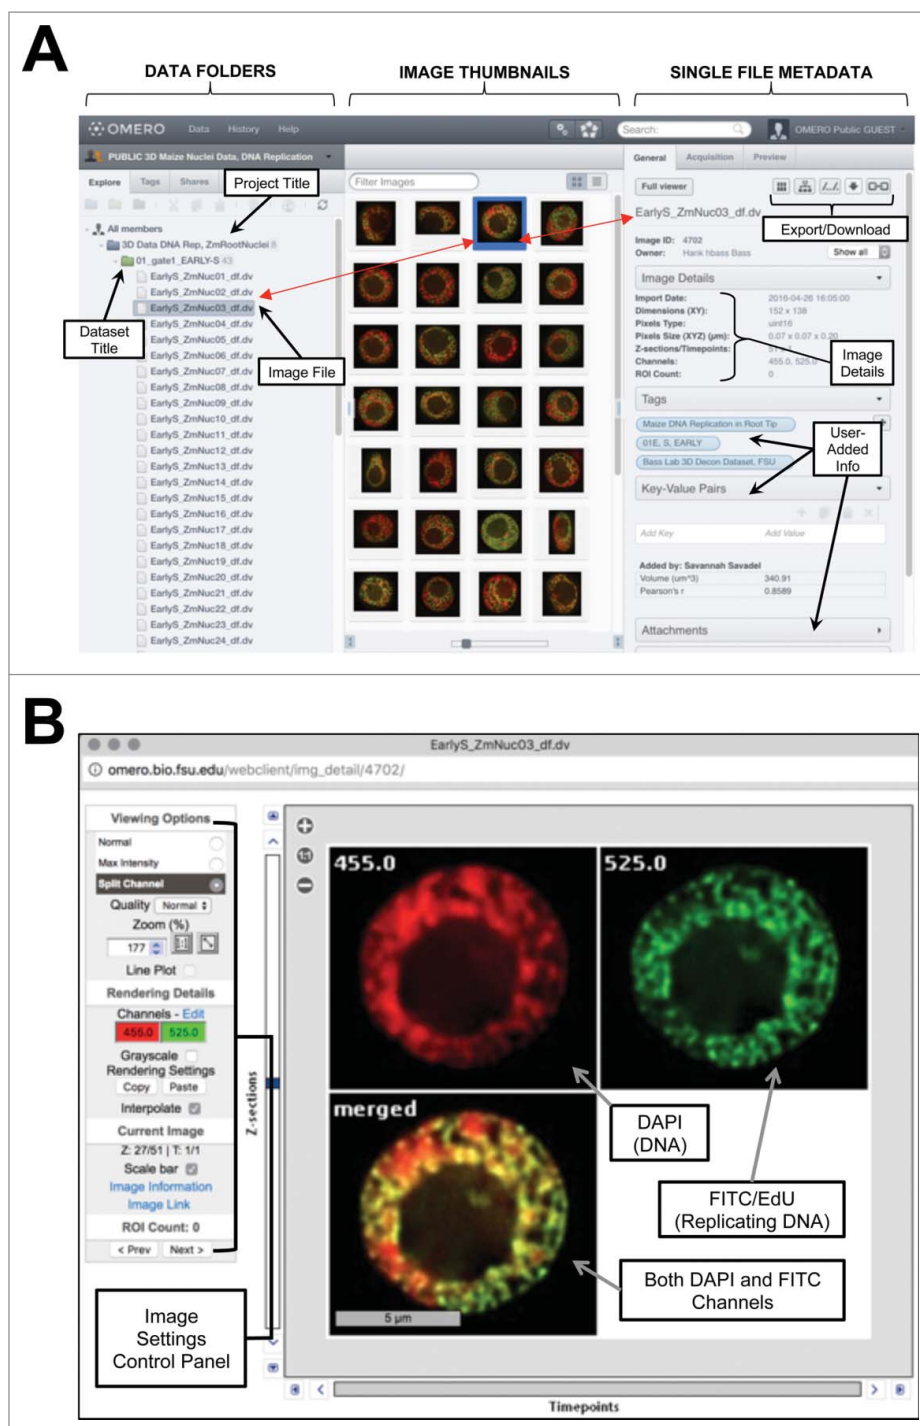 A
DATA FOLDERS
IMAGE THUMBNAILS
SINGLE FILE METADATA
OMERO Data History Help
Search:
OMERO Public GUEST
PUBLIC 3D Maize Nuclei Data, DNA Replication
General Acquisition Preview
Explore Tags Shares
Project Title
Filter Images
Full viewer
EarlyS_ZmNuc03_df.dv
Export/Download
All members
3D Data DNA Rep, ZmRootNuclei 8
01_gate1_EARLY-S 43
EarlyS_ZmNuc01_df.dv
EarlyS_ZmNuc02_df.dv
EarlyS_ZmNuc03_df.dv
EarlyS_ZmNuc04_df.dv
EarlyS_ZmNuc05_df.dv
EarlyS_ZmNuc06_df.dv
EarlyS_ZmNuc07_df.dv
EarlyS_ZmNuc08_df.dv
EarlyS_ZmNuc09_df.dv
EarlyS_ZmNuc10_df.dv
EarlyS_ZmNuc11_df.dv
EarlyS_ZmNuc12_df.dv
EarlyS_ZmNuc13_df.dv
EarlyS_ZmNuc14_df.dv
EarlyS_ZmNuc15_df.dv
EarlyS_ZmNuc16_df.dv
EarlyS_ZmNuc17_df.dv
EarlyS_ZmNuc18_df.dv
EarlyS_ZmNuc19_df.dv
EarlyS_ZmNuc20_df.dv
EarlyS_ZmNuc21_df.dv
EarlyS_ZmNuc22_df.dv
EarlyS_ZmNuc23_df.dv
EarlyS_ZmNuc24_df.dv
Dataset
Title
Image File
Image ID: 4702
Owner: Hank hbass Bass
Show all
Image Details
Import Date: 2016-04-26 16:05:00
Dimensions (XY): 152 x 138
Pixels Type: uint16
Pixels Size (XYZ) (µm): 0.07 x 0.07 x 0.20
Z-sections/Timepoints:
Channels: 455.0, 525.0
ROI Count: 0
Image
Details
Tags
Maize DNA Replication in Root Tip
01E, S, EARLY
Bass Lab 3D Decon Dataset, FSU
User-
Added
Info
Key-Value Pairs
Add Key Add Value
Added by: Savannah Savadel
Volume (um^3) 340.91
Pearson's r 0.8589
Attachments
B
EarlyS_ZmNuc03_df.dv
omero.bio.fsu.edu/webclient/img_detail/4702/
Viewing Options
Normal
Max Intensity
Split Channel
Quality Normal
Zoom (%)
177 1:1
Line Plot
Rendering Details
Channels - Edit
455.0 525.0
Grayscale
Rendering Settings
Copy Paste
Interpolate
Current Image
Z: 27/51 | T: 1/1
Scale bar
Image Information
Image Link
ROI Count: 0
< Prev Next >
Image
Settings
Control Panel
Z-sections
1:1
455.0
525.0
merged
5 µm
DAPI
(DNA)
FITC/EdU
(Replicating DNA)
Both DAPI and FITC
Channels
Timepoints